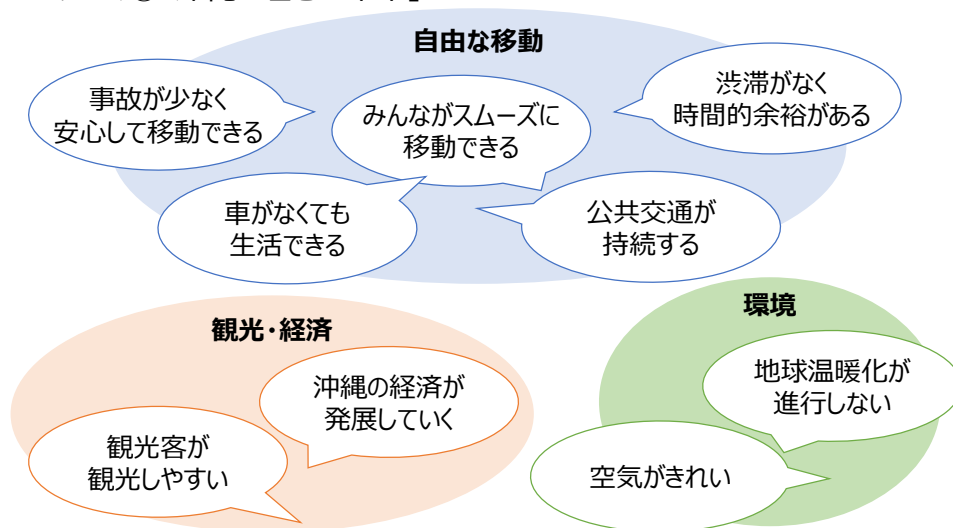 自由な移動
事故が少なく
安心して移動できる
みんながスムーズに
移動できる
渋滞がなく
時間的余裕がある
車がなくても
生活できる
公共交通が
持続する
観光・経済
沖縄の経済が
発展していく
観光客が
観光しやすい
環境
地球温暖化が
進行しない
空気がきれい